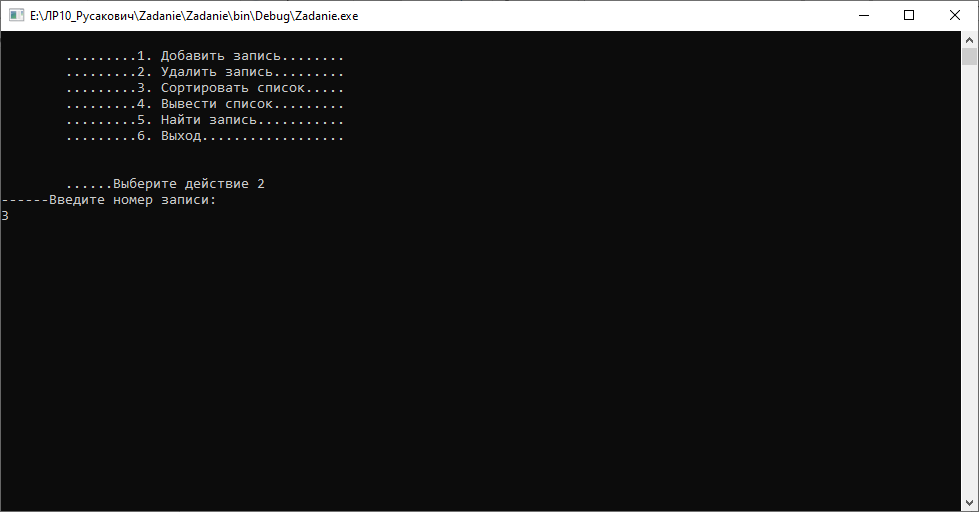 E:\ЛР10_Русакович\Zadanie\Zadanie\bin\Debug\Zadanie.exe
.........1. Добавить запись........
.........2. Удалить запись.........
.........3. Сортировать список.....
.........4. Вывести список.........
.........5. Найти запись...........
.........6. Выход..................
......Выберите действие 2
------Введите номер записи:
3